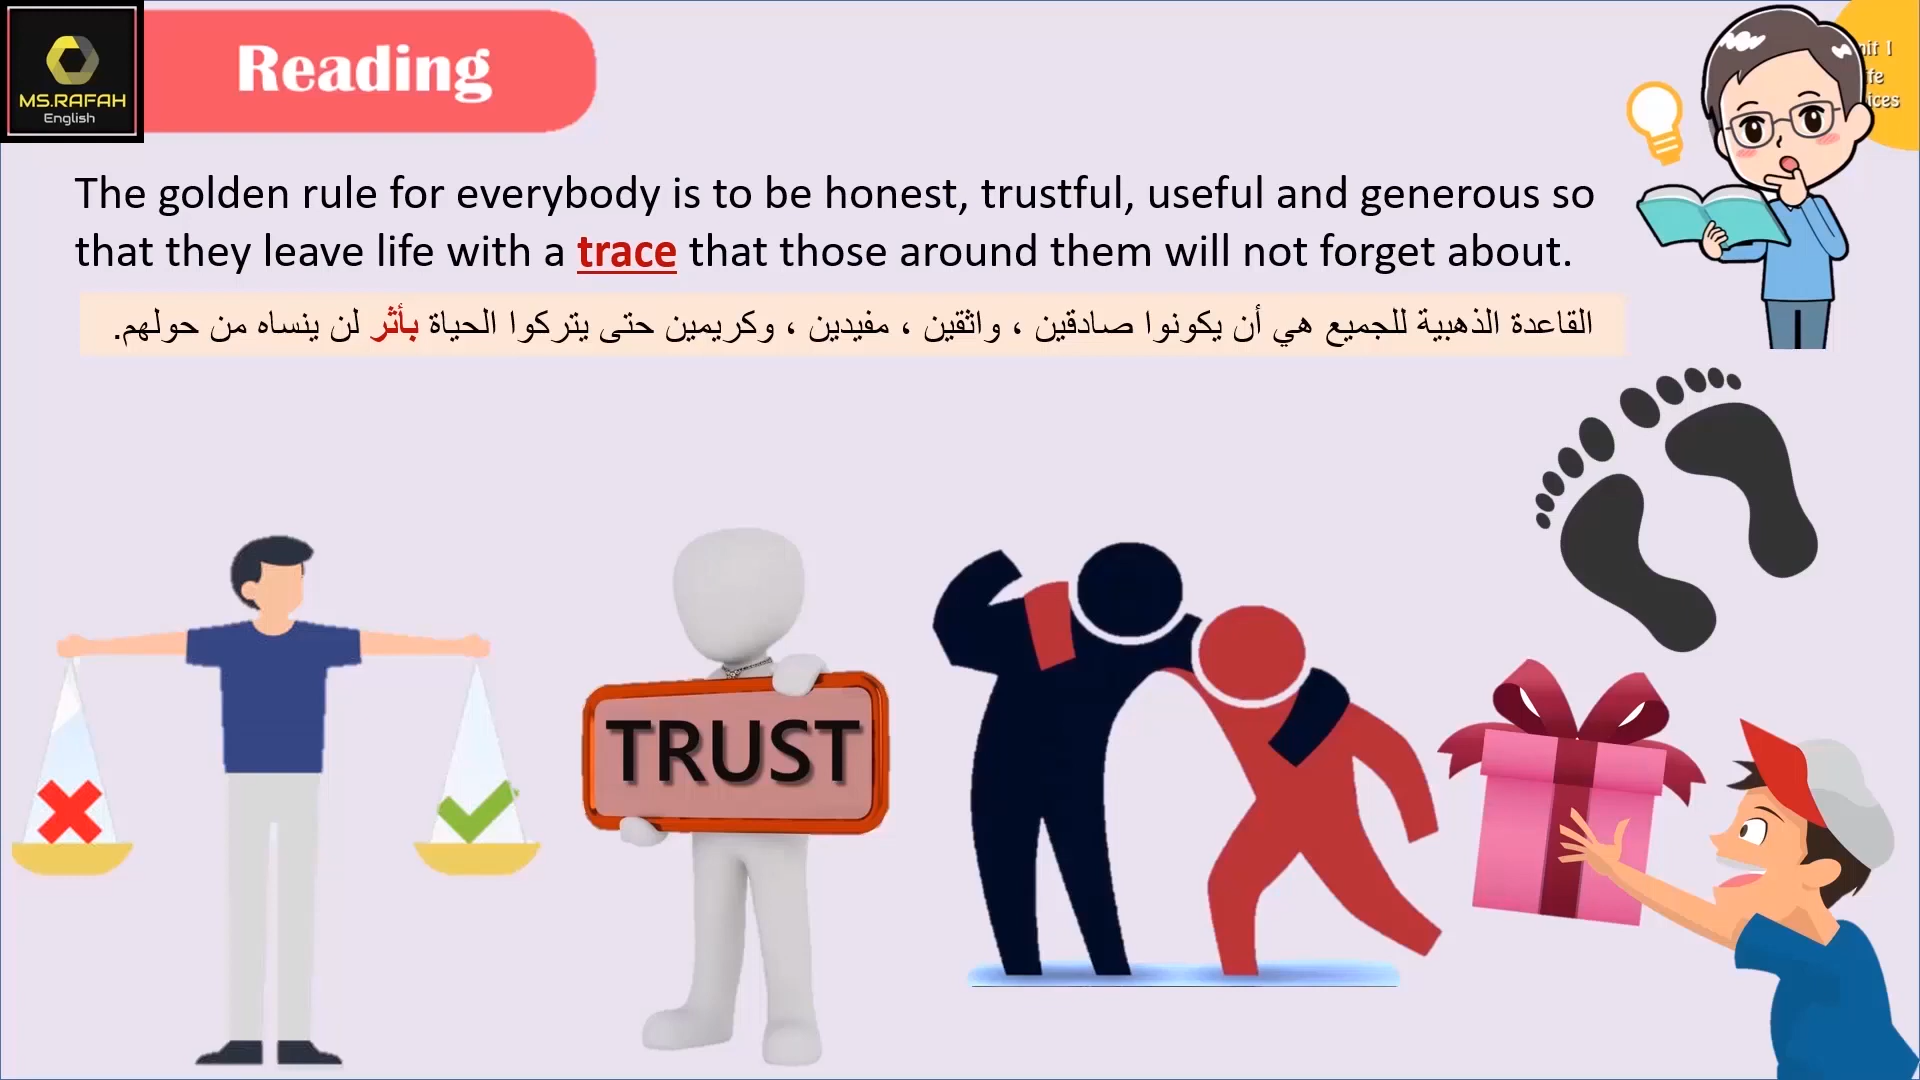 MS.RAFAH
English
Reading
The golden rule for everybody is to be honest, trustful, useful and generous so
that they leave life with a trace that those around them will not forget about.
القاعدة الذهبية للجميع هي أن يكونوا صادقين ، واثقين ، مفيدين ، وكريمين حتى يتركوا الحياة بأثر لن ينساه من حولهم.
TRUST